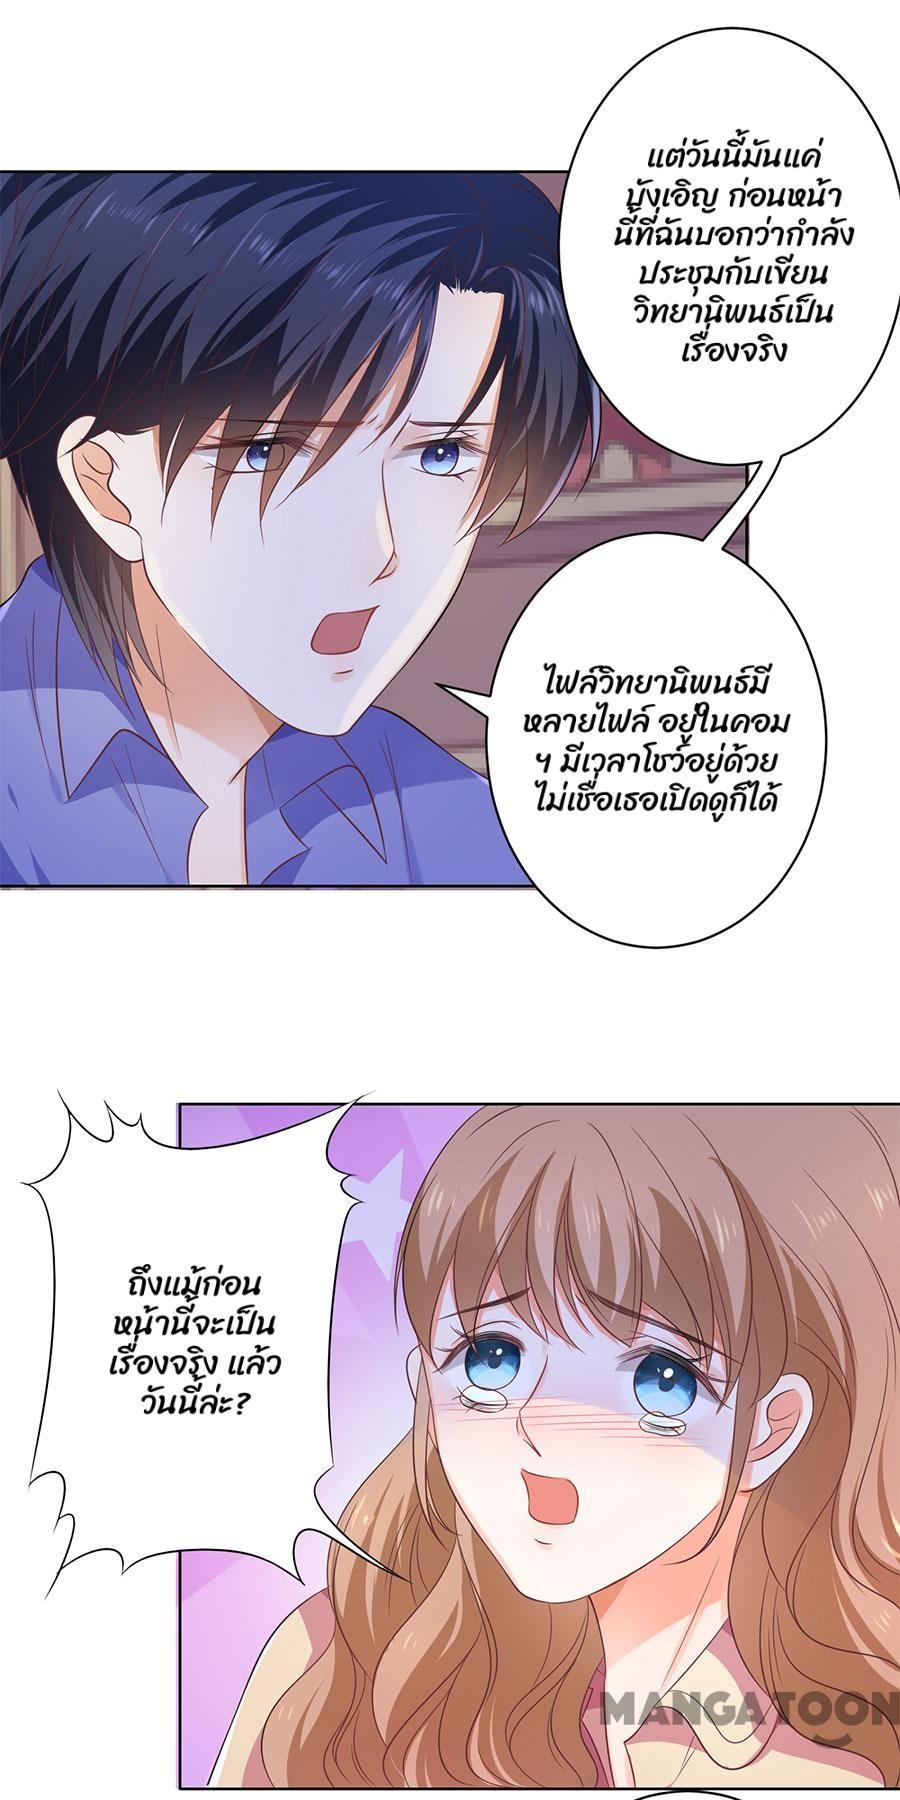 แต่วันนี้มันแค่
บังเอิญ ก่อนหน้า
นี้ที่ฉันบอกว่ากำลัง
ประชุมกับเขียน
วิทยานิพนธ์เป็น
เรื่องจริง
ไฟล์วิทยานิพนธ์มี
หลายไฟล์ อยู่ในคอม
ฯ มีเวลาโชว์อยู่ด้วย
ไม่เชื่อเธอเปิดดูก็ได้
ถึงแม้ก่อน
หน้านี้จะเป็น
เรื่องจริง แล้ว
วันนี้ล่ะ?
MANGATOON